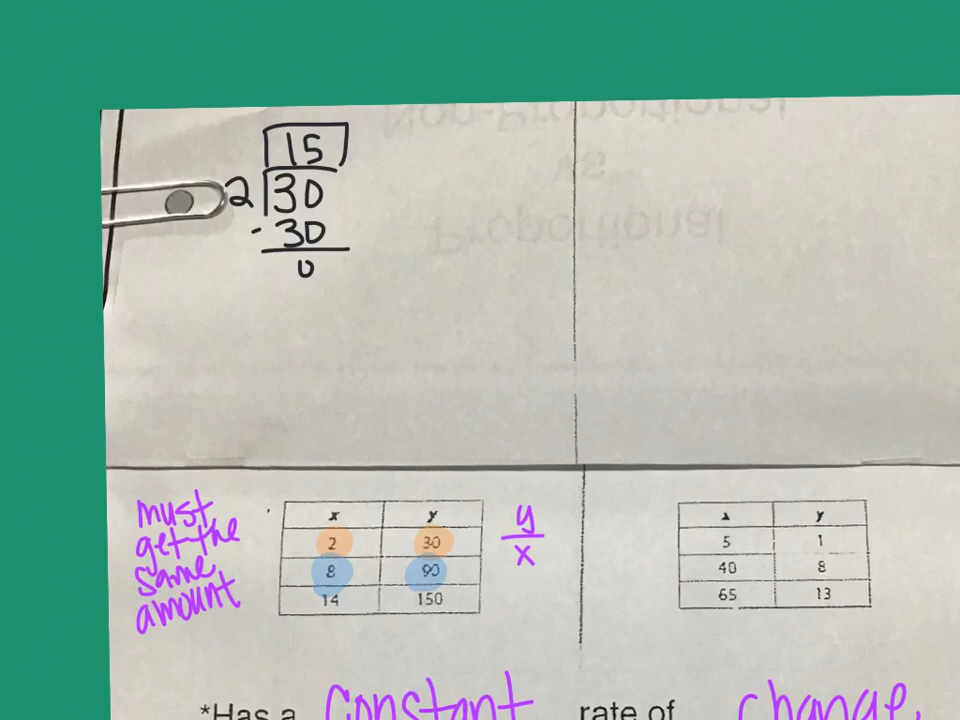 15
2 30
- 30
0
must
get the
same
amount
x y
2 30
8 90
14 150
y
x
y
5 1
40 8
65 13
*Has a constant rate of change.